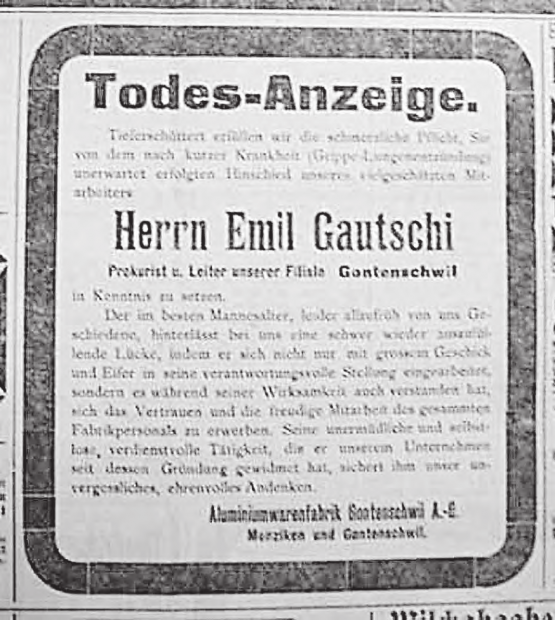 Todes-Anzeige.
Tieferschüttert erfüllen wir die schmerzliche Pflicht, Sie
von dem nach kurzer Krankheit (Grippe-Lungenentzündung)
unerwartet erfolgten Hinschied unseres vielgeschätzten Mit-
arbeiters
Herrn Emil Gautschi
Prokurist u. Leiter unserer Filiale Gontenschwil
in Kenntnis zu setzen.
Der im besten Mannesalter, leider allzufrüh von uns Ge-
schiedene, hinterlässt bei uns eine schwer wieder auszufül-
lende Lücke, indem er sich nicht nur mit grossem Geschick
und Eifer in seine verantwortungsvolle Stellung eingearbeitet,
sondern es während seiner Wirksamkeit auch verstanden hat,
sich das Vertrauen und die freudige Mitarbeit des gesammten
Fabrikpersonals zu erwerben. Seine unermüdliche und selbst-
lose, verdienstvolle Tätigkeit, die er unserem Unternehmen
seit dessen Gründung gewidmet hat, sichert ihm unser un-
vergessliches, ehrenvolles Andenken.
Aluminiumwarenfabrik Gontenschwil A.-G.
Menziken und Gontenschwil.